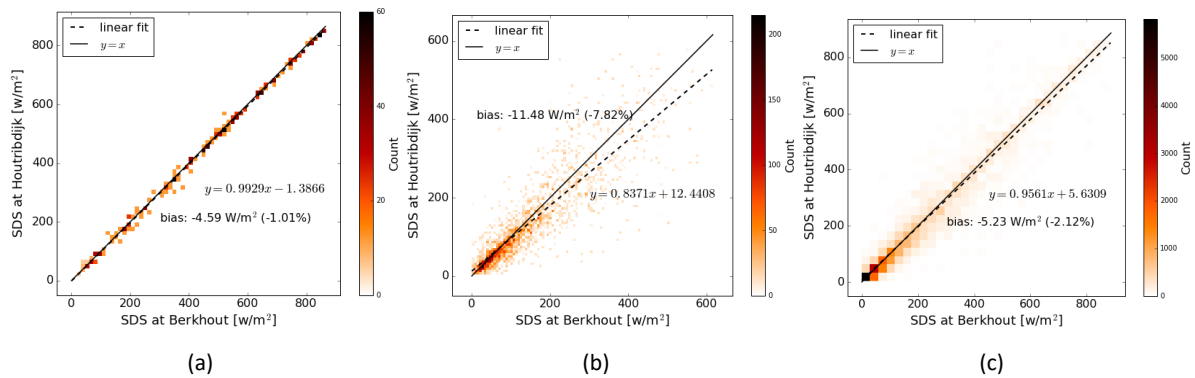 linear fit
y = x
bias: -4.59 W/m² (-1.01%)
y = 0.9929x − 1.3866
SDS at Houtribdijk [w/m²]
SDS at Berkhout [w/m²]
0
200
400
600
800
0
200
400
600
800
Count
0
20
40
60
(a)
linear fit
y = x
bias: -11.48 W/m² (-7.82%)
y = 0.8371x + 12.4408
SDS at Houtribdijk [w/m²]
SDS at Berkhout [w/m²]
0
200
400
600
0
100
200
300
400
500
600
Count
0
50
100
150
200
(b)
linear fit
y = x
y = 0.9561x + 5.6309
bias: -5.23 W/m² (-2.12%)
SDS at Houtribdijk [w/m²]
SDS at Berkhout [w/m²]
0
200
400
600
800
0
200
400
600
800
Count
0
1000
2000
3000
4000
5000
(c)